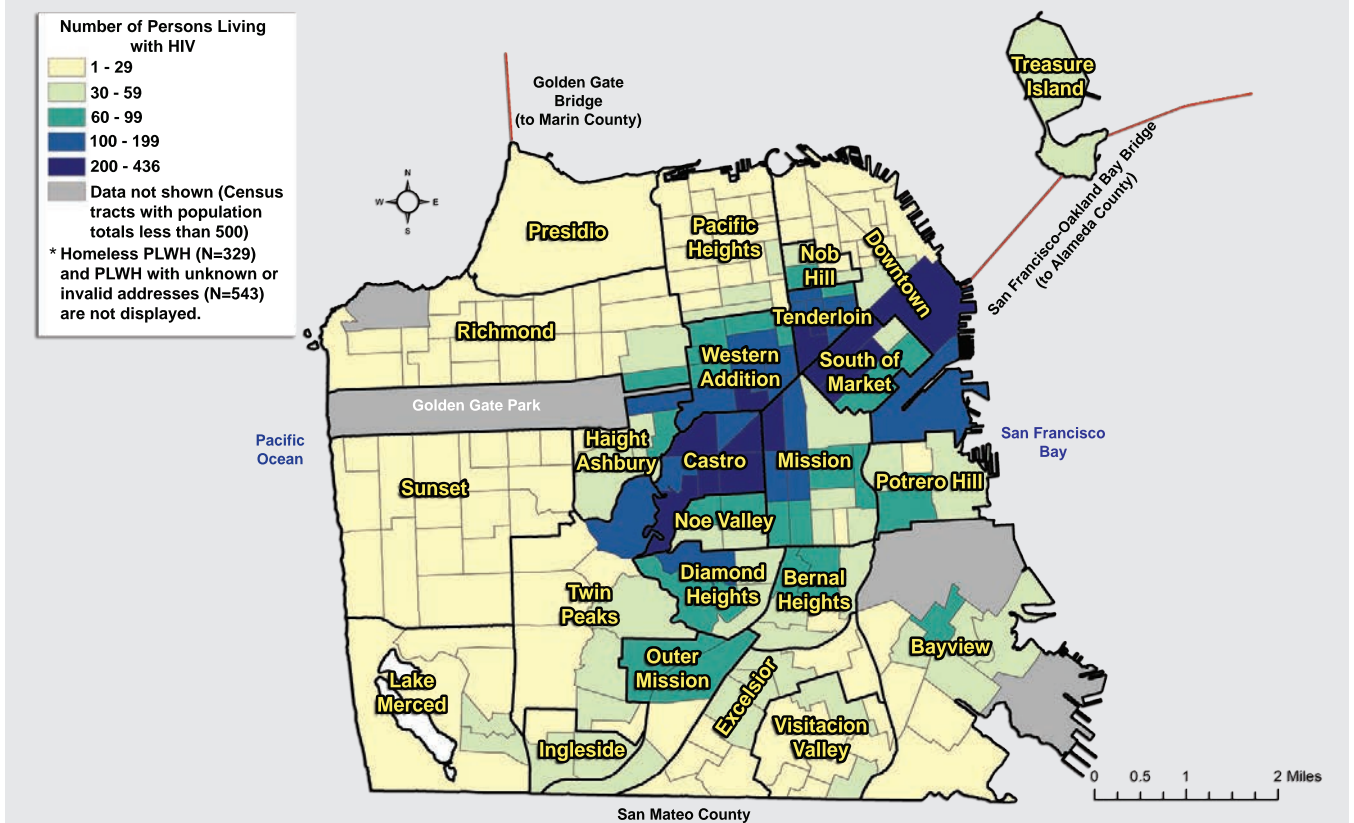 Number of Persons Living
with HIV
1 - 29
30 - 59
60 - 99
100 - 199
200 - 436
Data not shown (Census
tracts with population
totals less than 500)
* Homeless PLWH (N=329)
and PLWH with unknown or
invalid addresses (N=543)
are not displayed.
Golden Gate
Bridge
(to Marin County)
N
W
E
S
Treasure
Island
San Francisco-Oakland Bay Bridge
(to Alameda County)
Presidio
Pacific
Heights
Nob
Hill
Downtown
Richmond
Tenderloin
Western
Addition
South of
Market
Golden Gate Park
Pacific
Ocean
San Francisco
Bay
Haight
Ashbury
Castro
Mission
Potrero Hill
Sunset
Noe Valley
Diamond
Heights
Bernal
Heights
Twin
Peaks
Bayview
Outer
Mission
Lake
Merced
Excelsior
Visitacion
Valley
Ingleside
0
0.5
1
2 Miles
San Mateo County